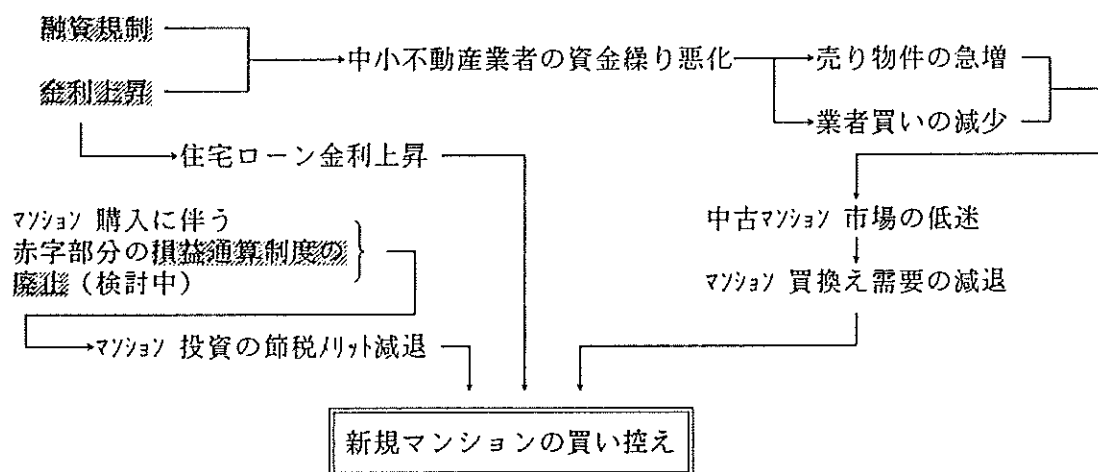 融資規制
金利上昇
中小不動産業者の資金繰り悪化
売り物件の急増
業者買いの減少
住宅ローン金利上昇
中古マンション 市場の低迷
マンション 買換え需要の減退
マンション 購入に伴う
赤字部分の損益通算制度の
廃止（検討中）
マンション 投資の節税メリット減退
新規マンションの買い控え